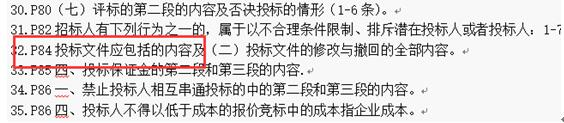 30.P80（七）评标的第二段的内容及否决投标的情形（1-6 条）。
31.P82 招标人有下列行为之一的，属于以不合理条件限制、排斥潜在投标人或者投标人：1-7
32.P84 投标文件应包括的内容及（二）投标文件的修改与撤回的全部内容。
33.P85 四、投标保证金的第二段和第三段的内容.
34.P86 一、禁止投标人相互串通投标的中的第二段和第三段的内容。
35.P86 四、投标人不得以低于成本的报价竞标中的成本指企业成本。